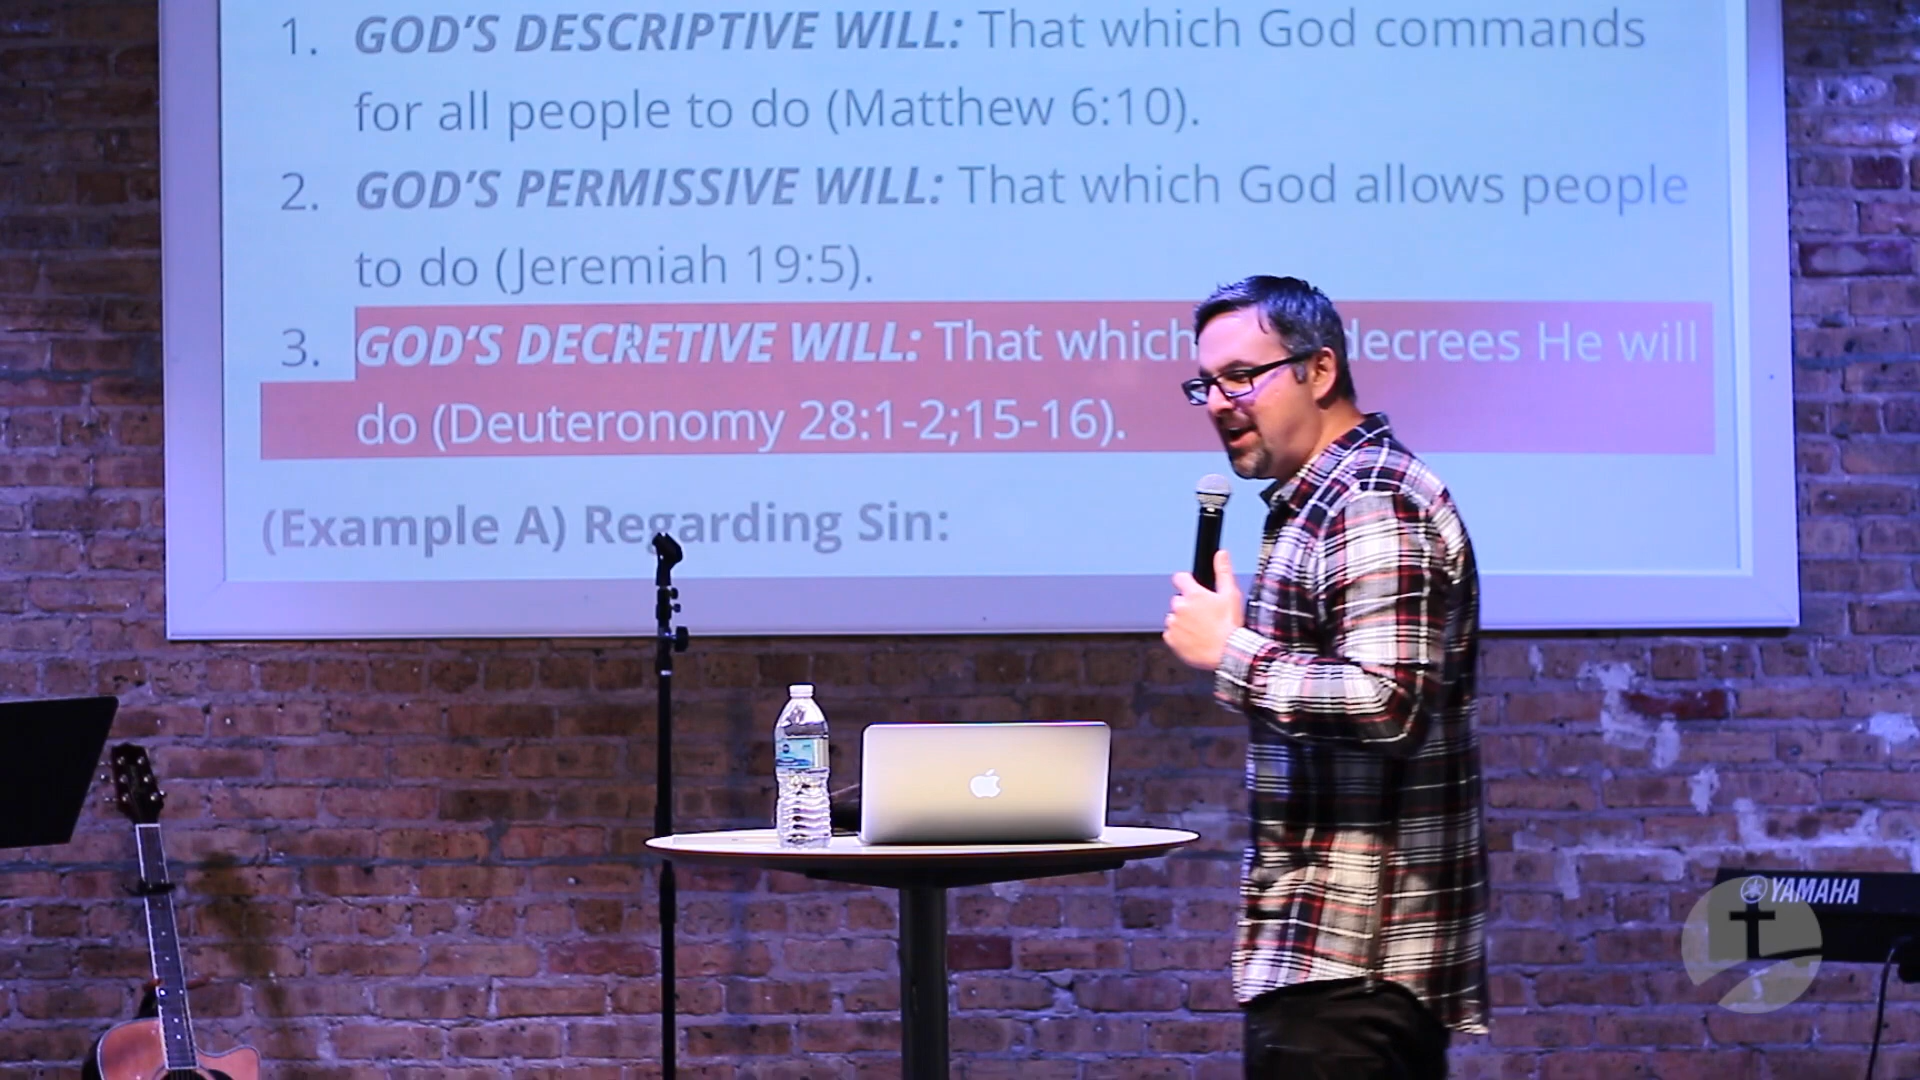 1. GOD'S DESCRIPTIVE WILL: That which God commands
for all people to do (Matthew 6:10).
2. GOD'S PERMISSIVE WILL: That which God allows people
to do (Jeremiah 19:5).
3. GOD'S DECRETIVE WILL: That which decrees He will
do (Deuteronomy 28:1-2;15-16).
(Example A) Regarding Sin:
YAMAHA